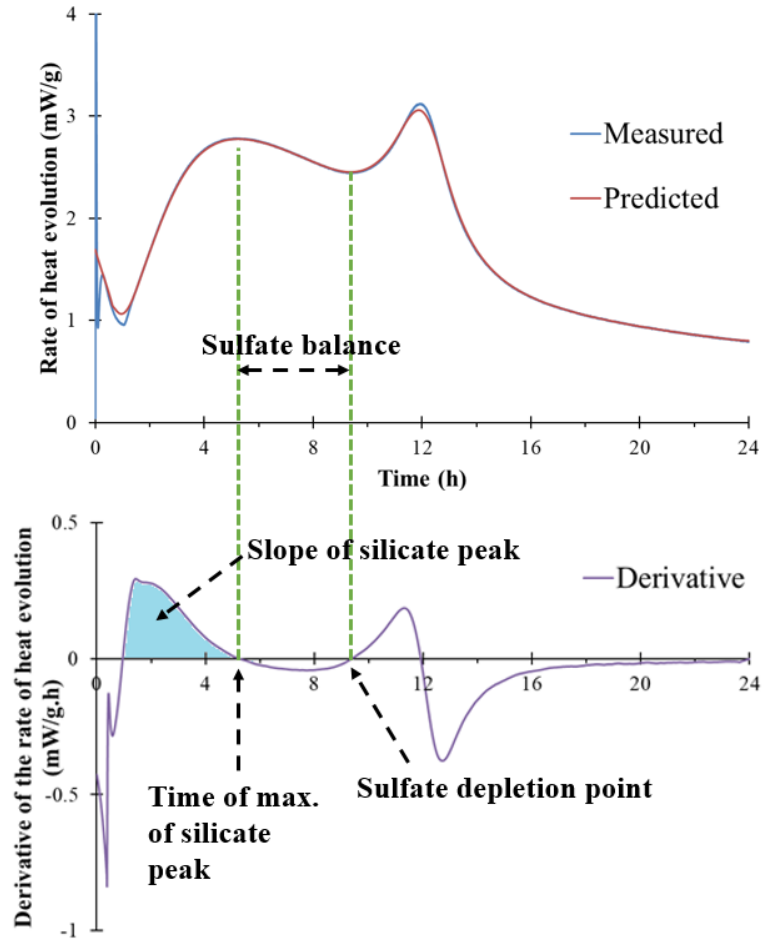 4
3
2
1
0
Rate of heat evolution (mW/g)
Measured
Predicted
Sulfate balance
0 4 8 12 16 20 24
Time (h)
0.5
0
-0.5
-1
Derivative of the rate of heat evolution
(mW/g.h)
Slope of silicate peak
Derivative
0 4 8 12 16 20 24
Time of max.
of silicate
peak
Sulfate depletion point